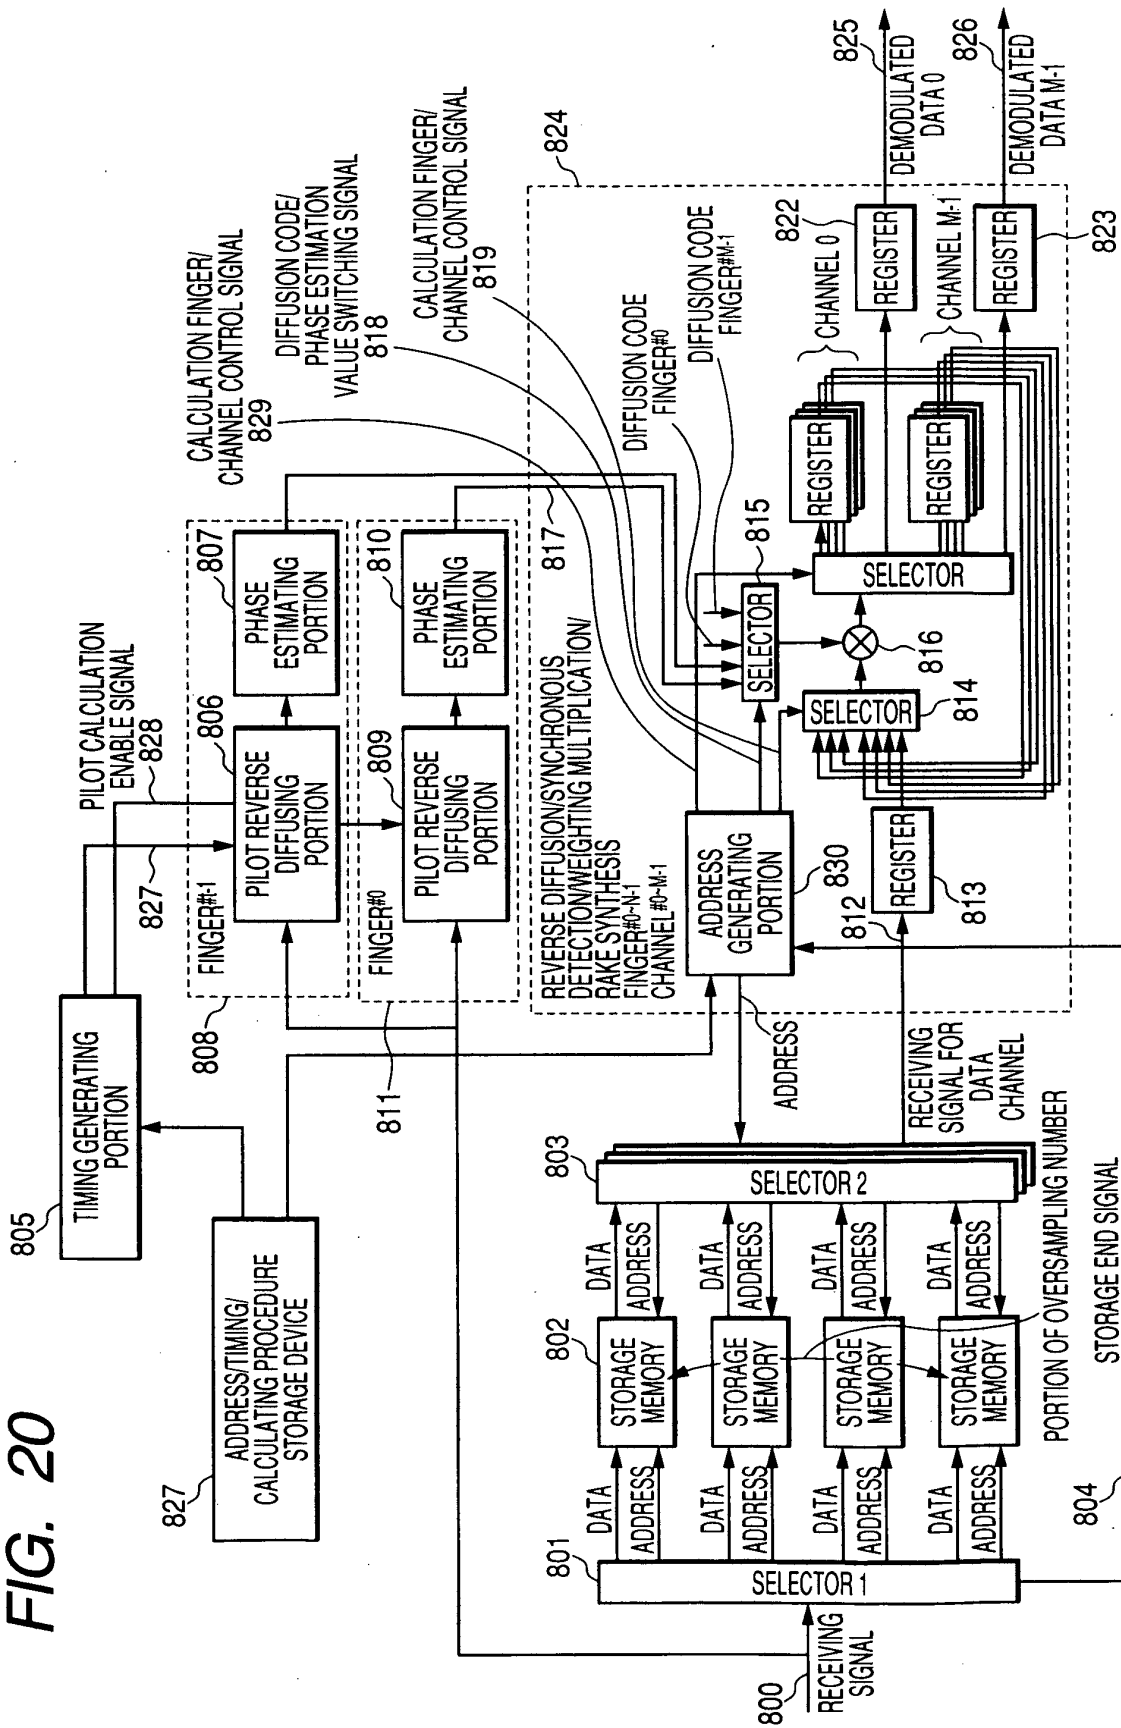 FIG. 20
805
TIMING GENERATING
PORTION
827
ADDRESS/TIMING/
CALCULATING PROCEDURE
STORAGE DEVICE
PILOT CALCULATION
ENABLE SIGNAL
828
827
808
FINGER#-1
806
PILOT REVERSE
DIFFUSING
PORTION
807
PHASE
ESTIMATING
PORTION
811
FINGER#0
809
PILOT REVERSE
DIFFUSING
PORTION
810
PHASE
ESTIMATING
PORTION
CALCULATION FINGER/
CHANNEL CONTROL SIGNAL
829
DIFFUSION CODE/
PHASE ESTIMATION
VALUE SWITCHING SIGNAL
818
CALCULATION FINGER/
CHANNEL CONTROL SIGNAL
819
824
817
REVERSE DIFFUSION/SYNCHRONOUS
DETECTION/WEIGHTING MULTIPLICATION/
RAKE SYNTHESIS
FINGER#0~N-1
CHANNEL#0~M-1
DIFFUSION CODE
FINGER#0
DIFFUSION CODE
FINGER#M-1
ADDRESS
GENERATING
PORTION
830
SELECTOR
815
816
SELECTOR
814
REGISTER
813
812
SELECTOR
REGISTER
CHANNEL 0
REGISTER
CHANNEL M-1
REGISTER
822
REGISTER
823
825
DEMODULATED
DATA 0
826
DEMODULATED
DATA M-1
800
RECEIVING
SIGNAL
801
SELECTOR 1
DATA
ADDRESS
DATA
ADDRESS
DATA
ADDRESS
DATA
ADDRESS
802
STORAGE
MEMORY
STORAGE
MEMORY
STORAGE
MEMORY
STORAGE
MEMORY
DATA
ADDRESS
DATA
ADDRESS
DATA
ADDRESS
DATA
ADDRESS
803
SELECTOR 2
ADDRESS
RECEIVING
SIGNAL FOR
DATA
CHANNEL
PORTION OF OVERSAMPLING NUMBER
804
STORAGE END SIGNAL